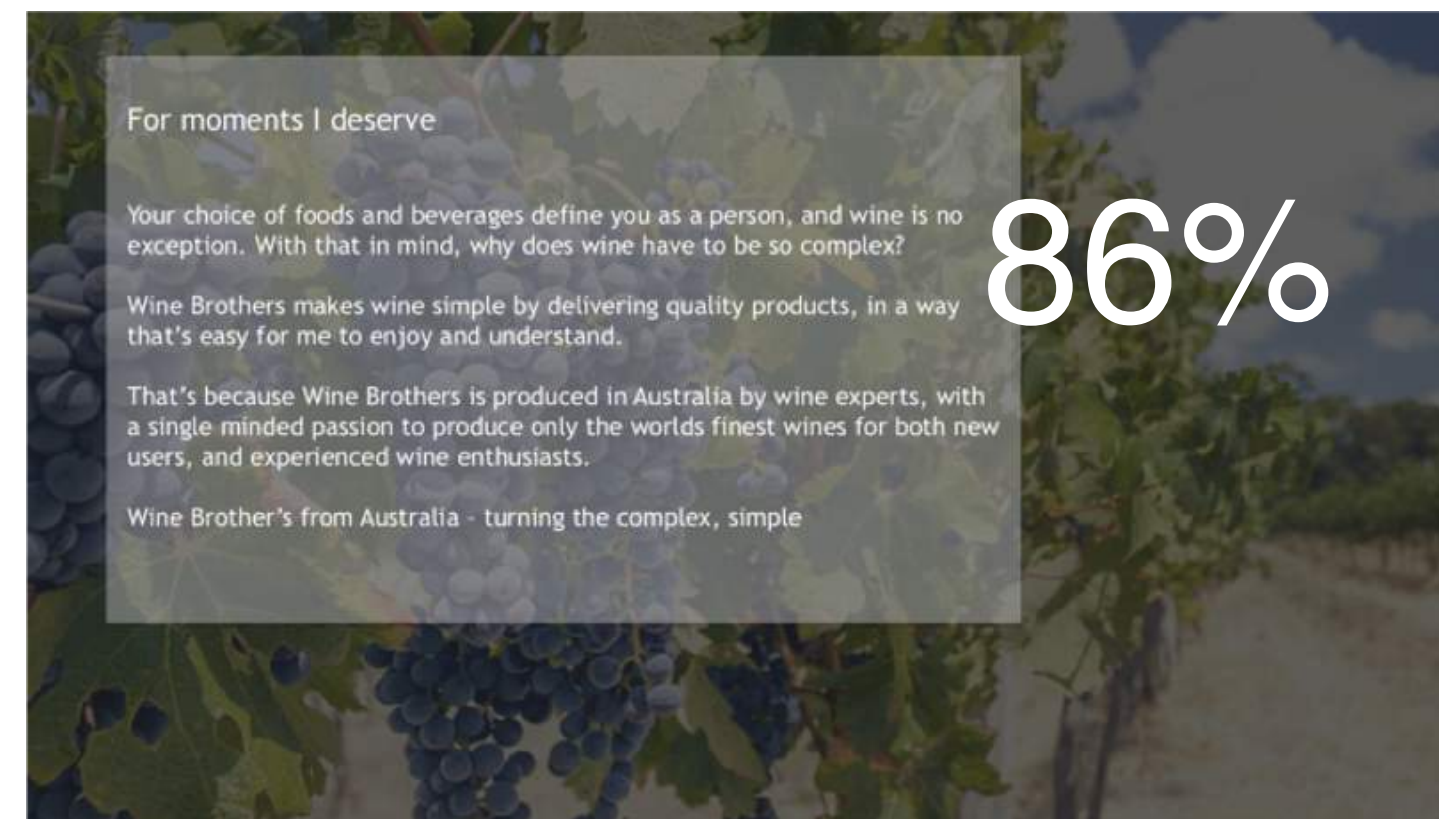 For moments I deserve
Your choice of foods and beverages define you as a person, and wine is no
exception. With that in mind, why does wine have to be so complex?
Wine Brothers makes wine simple by delivering quality products, in a way
that's easy for me to enjoy and understand.
That's because Wine Brothers is produced in Australia by wine experts, with
a single minded passion to produce only the worlds finest wines for both new
users, and experienced wine enthusiasts.
Wine Brother's from Australia - turning the complex, simple
86%